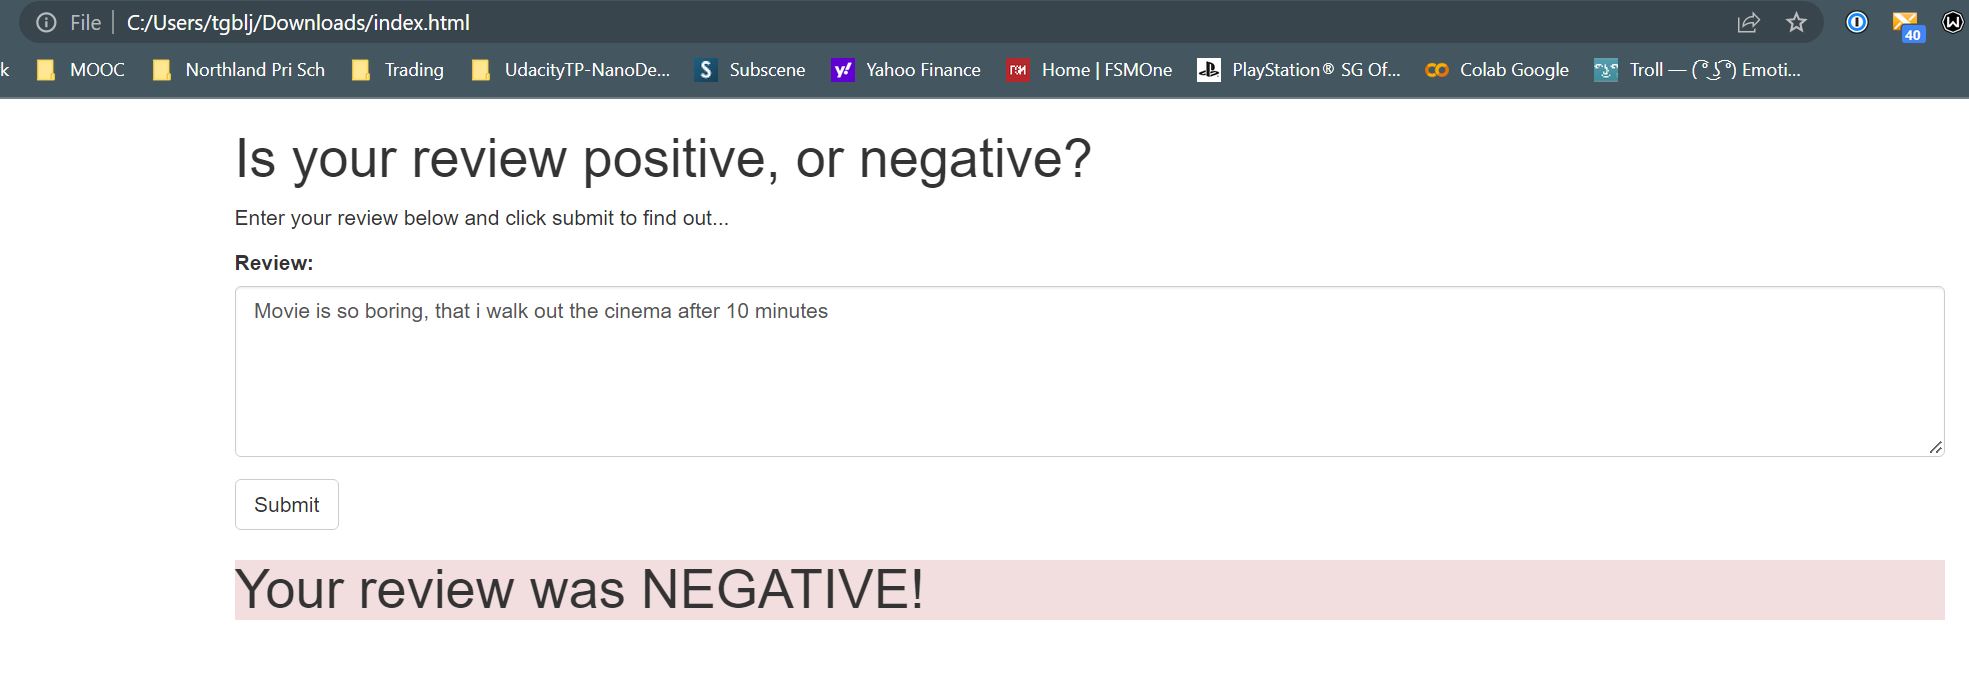 File C:/Users/tgblj/Downloads/index.html
40
k MOOC Northland Pri Sch Trading UdacityTP-NanoDe... S Subscene y! Yahoo Finance Home | FSMOne PlayStation® SG Of... Colab Google Troll — ( ͡° ͜ʖ ͡°) Emoti...
Is your review positive, or negative?
Enter your review below and click submit to find out...
Review:
Movie is so boring, that i walk out the cinema after 10 minutes
Submit
Your review was NEGATIVE!